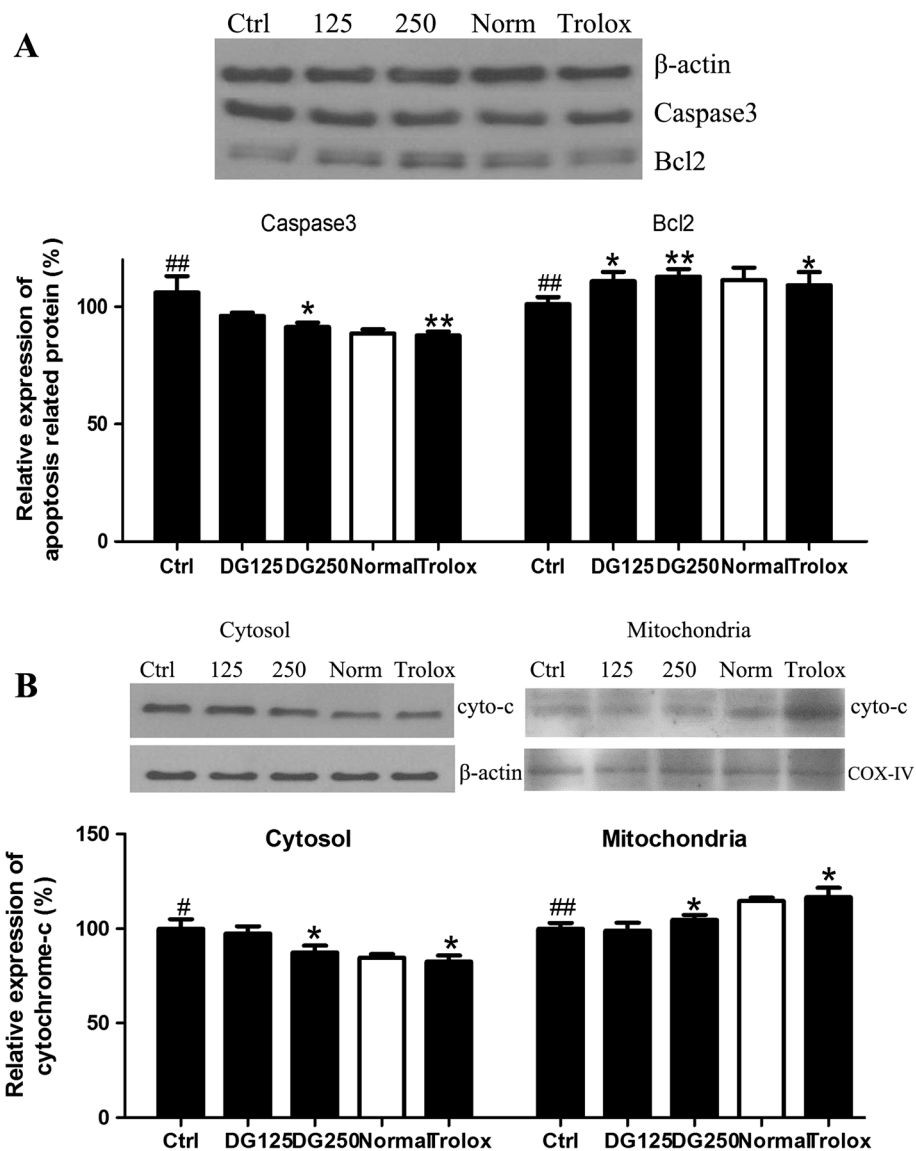 A
Ctrl 125 250 Norm Trolox
β-actin
Caspase3
Bcl2
Caspase3 Bcl2
Relative expression of
apoptosis related protein (%)
100
50
0
## * ** ## * ** *
Ctrl DG125 DG250 Normal Trolox Ctrl DG125 DG250 Normal Trolox
B
Cytosol Mitochondria
Ctrl 125 250 Norm Trolox Ctrl 125 250 Norm Trolox
cyto-c cyto-c
β-actin COX-IV
Relative expression of
cytochrome-c (%)
150
100
50
0
Cytosol Mitochondria
# * * ## * *
Ctrl DG125 DG250 Normal Trolox Ctrl DG125 DG250 Normal Trolox